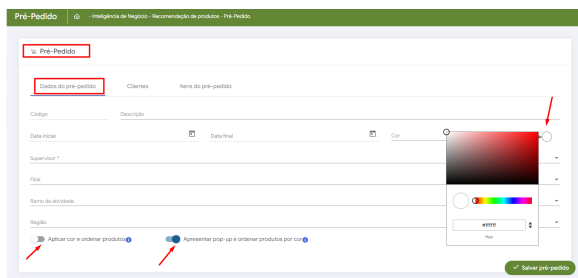 Pré-Pedido - Inteligência de Negócio - Recomendação de produtos - Pré-Pedido
Pré-Pedido
Dados do pré-pedido Clientes Itens do pré-pedido
Código Descrição
Data inicial Data final Cor
Supervisor *
Filial
Ramo de atividade
Região
Aplicar cor e ordenar produtos Apresentar pop-up e ordenar produtos por cor
#ffffff
Hex
Salvar pré-pedido